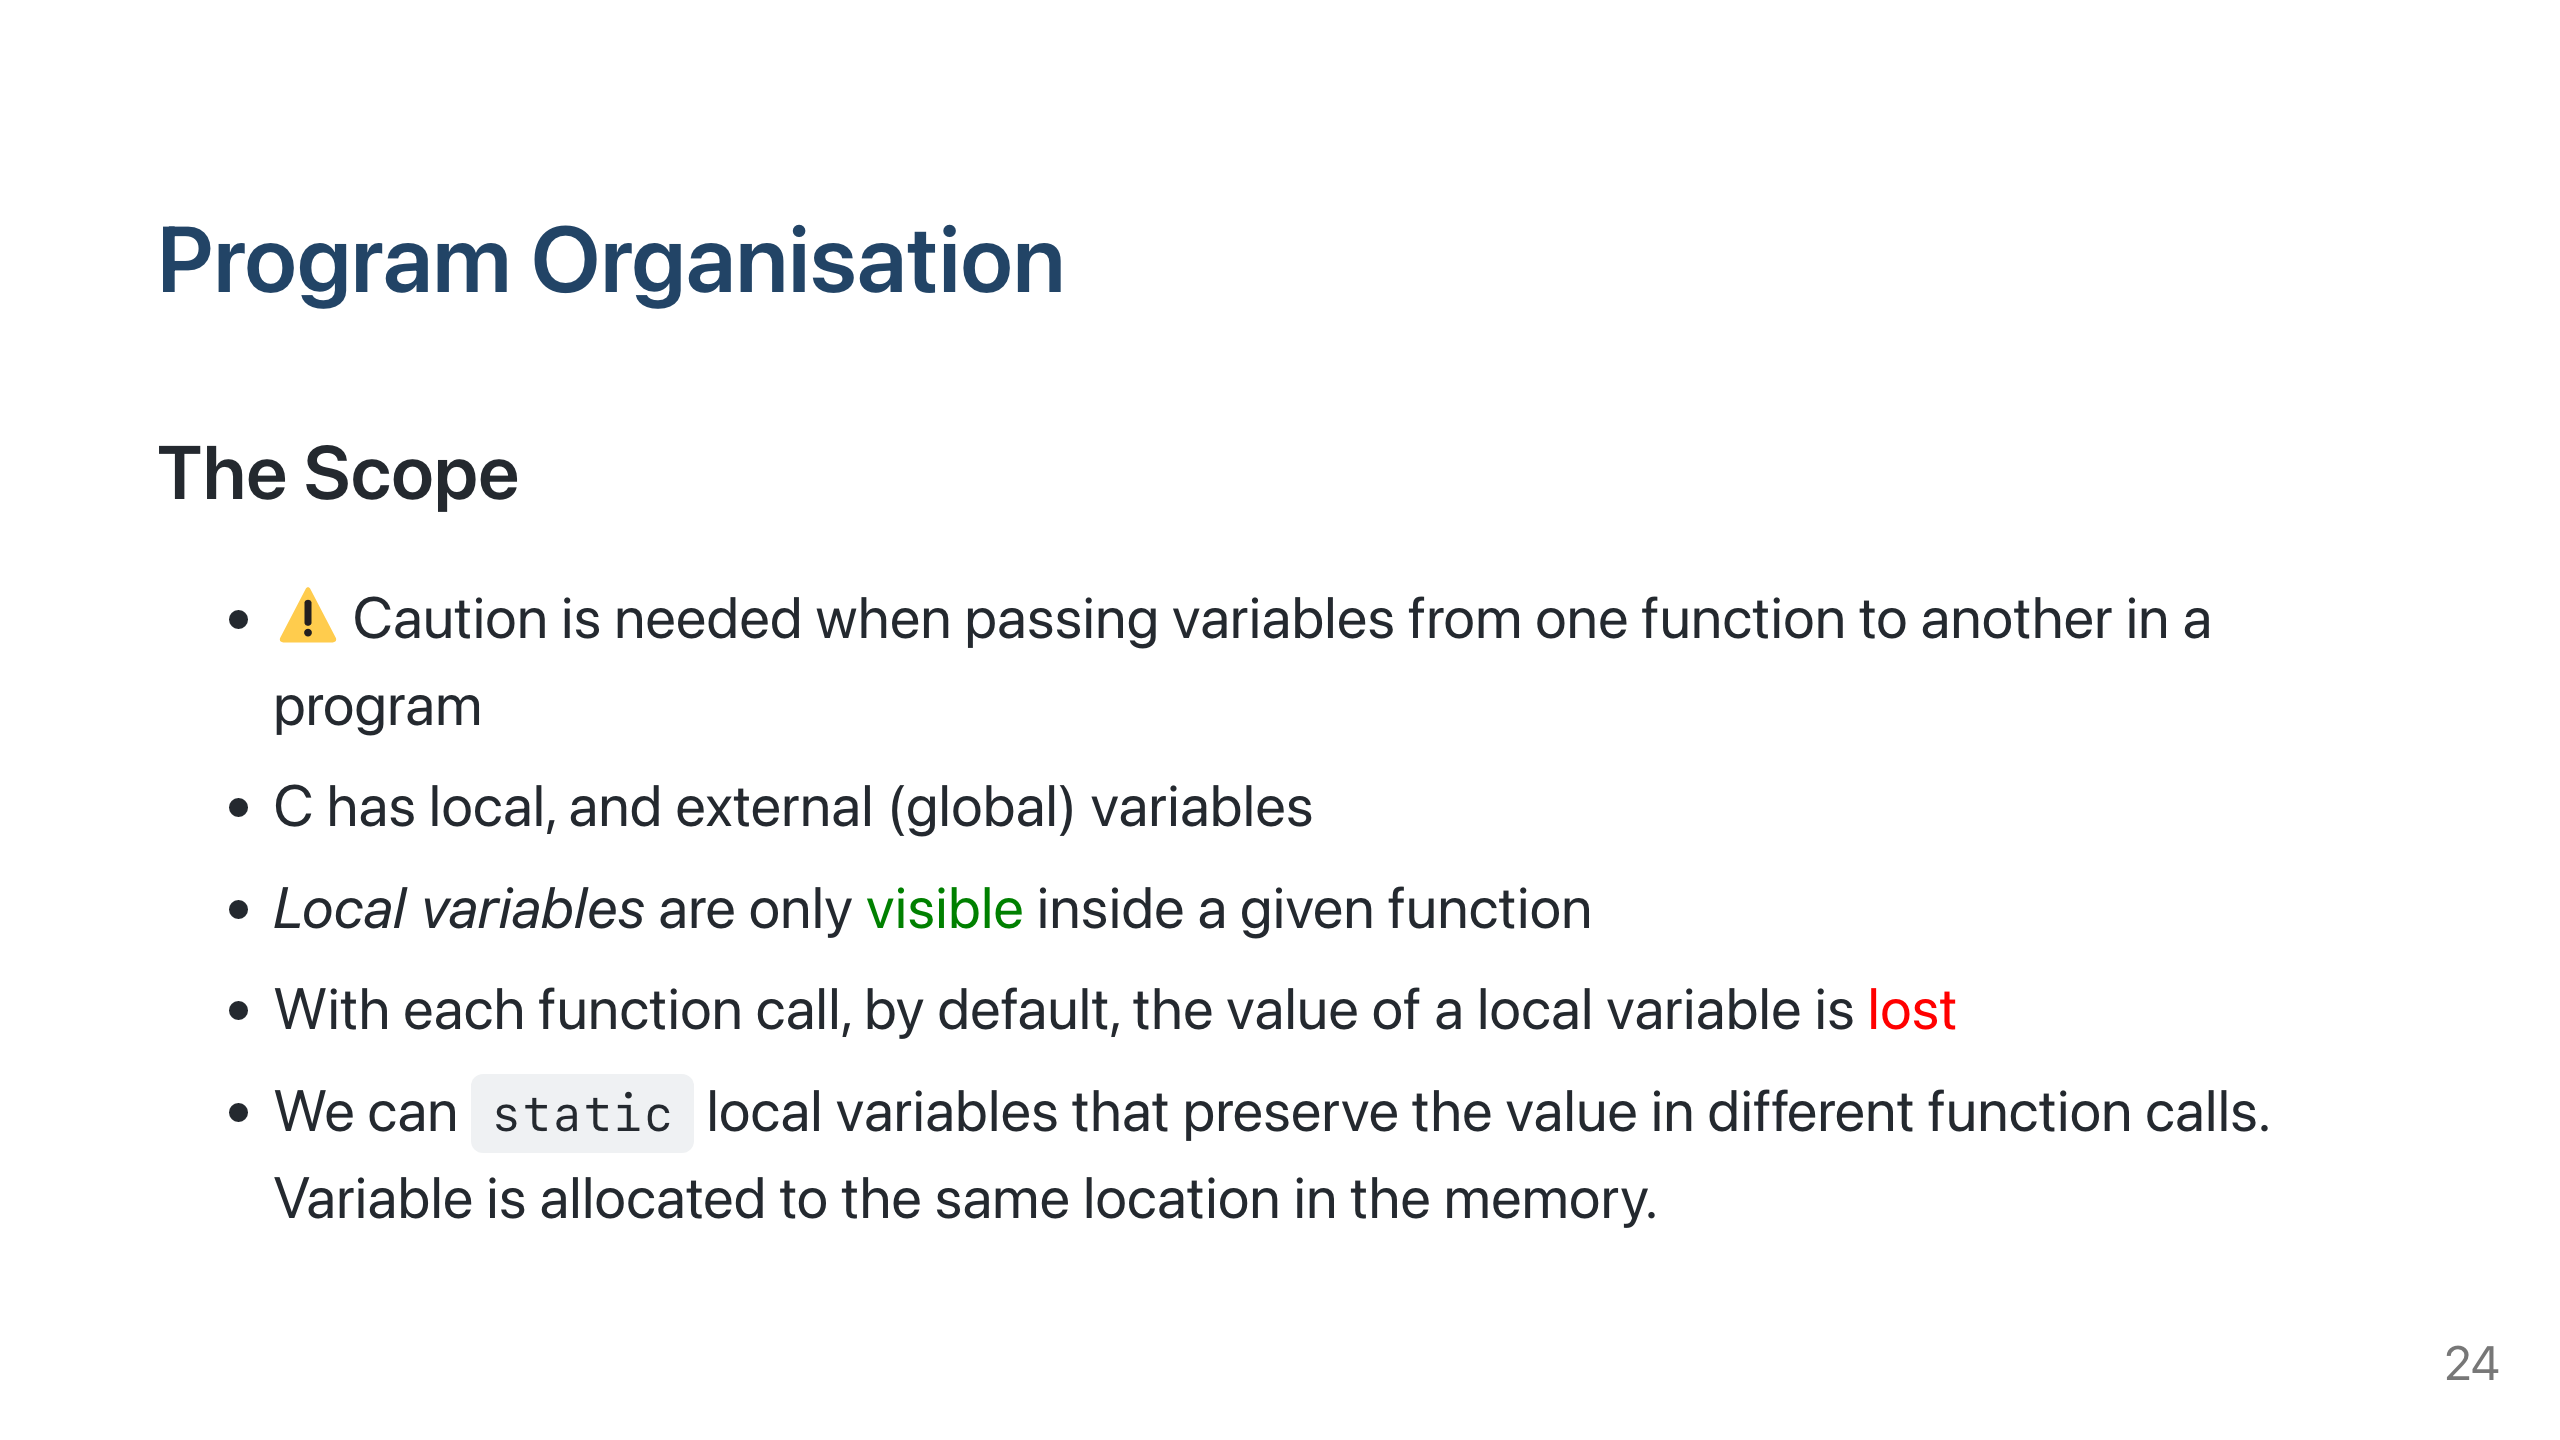 Program Organisation
The Scope
• ⚠️ Caution is needed when passing variables from one function to another in a
program
• C has local, and external (global) variables
• Local variables are only visible inside a given function
• With each function call, by default, the value of a local variable is lost
• We can static local variables that preserve the value in different function calls.
Variable is allocated to the same location in the memory.
24